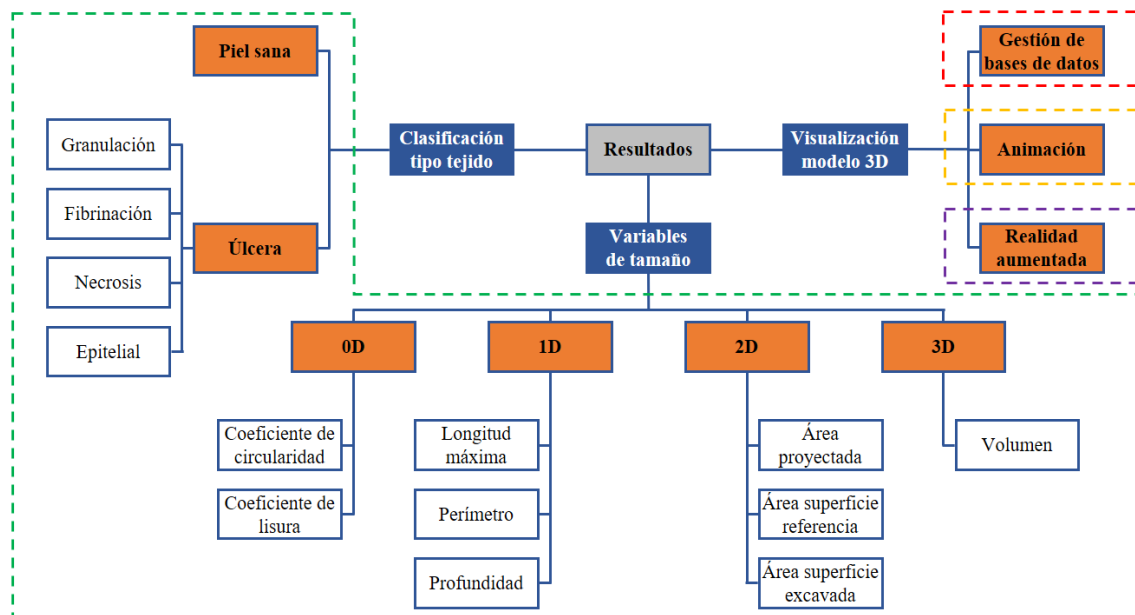 Piel sana
Gestión de
bases de datos
Granulación
Clasificación
tipo tejido
Resultados
Visualización
modelo 3D
Animación
Fibrinación
Úlcera
Variables
de tamaño
Realidad
aumentada
Necrosis
Epitelial
0D
1D
2D
3D
Coeficiente de
circularidad
Longitud
máxima
Área
proyectada
Volumen
Coeficiente de
lisura
Perímetro
Área superficie
referencia
Profundidad
Área superficie
excavada